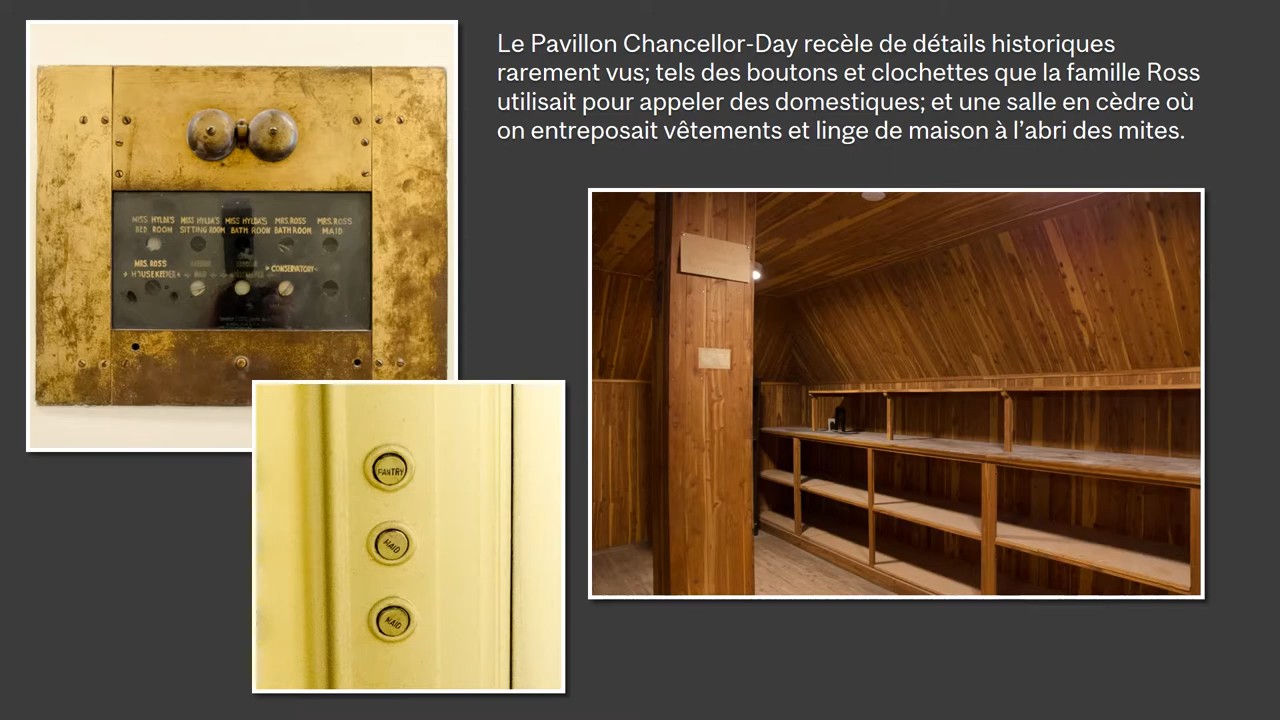 Le Pavillon Chancellor-Day recèle de détails historiques
rarement vus; tels des boutons et clochettes que la famille Ross
utilisait pour appeler des domestiques; et une salle en cèdre où
on entreposait vêtements et linge de maison à l’abri des mites.
MISS HYLDA'S MISS HYLDA'S MISS HYLDA'S MRS. ROSS MRS. ROSS
BED ROOM SITTING ROOM BATH ROOM BATH ROOM MAID
MRS. ROSS
HOUSEKEEPER CONSERVATORY
PANTRY
MAID
MAID